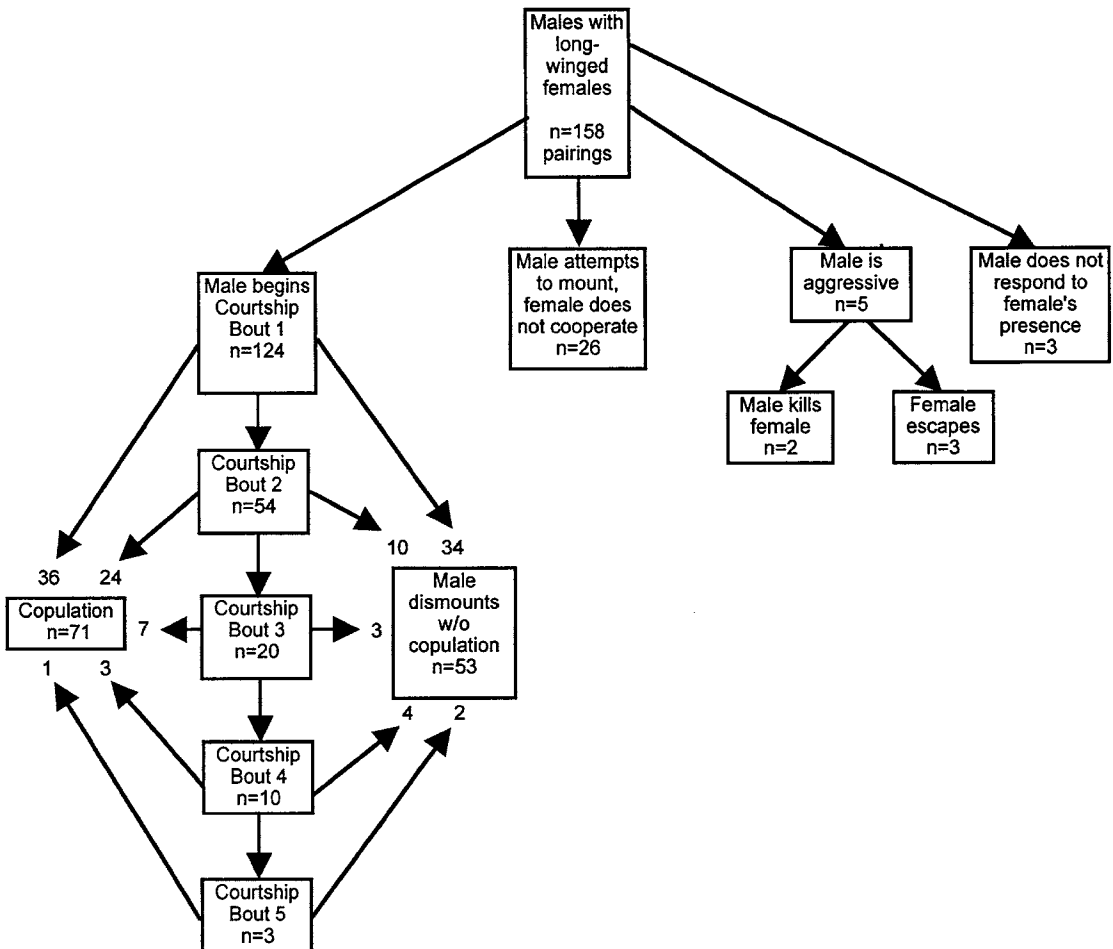 Males with
long-
winged
females
n=158
pairings
Male begins
Courtship
Bout 1
n=124
Male attempts
to mount,
female does
not cooperate
n=26
Male is
aggressive
n=5
Male does not
respond to
female's
presence
n=3
Male kills
female
n=2
Female
escapes
n=3
Courtship
Bout 2
n=54
36 24
10 34
Copulation
n=71
7
Courtship
Bout 3
n=20
3
Male
dismounts
w/o
copulation
n=53
1 3
4 2
Courtship
Bout 4
n=10
Courtship
Bout 5
n=3